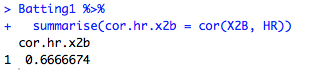 > Batting1 %>%
+   summarise(cor.hr.x2b = cor(X2B, HR))
  cor.hr.x2b
1  0.6666674